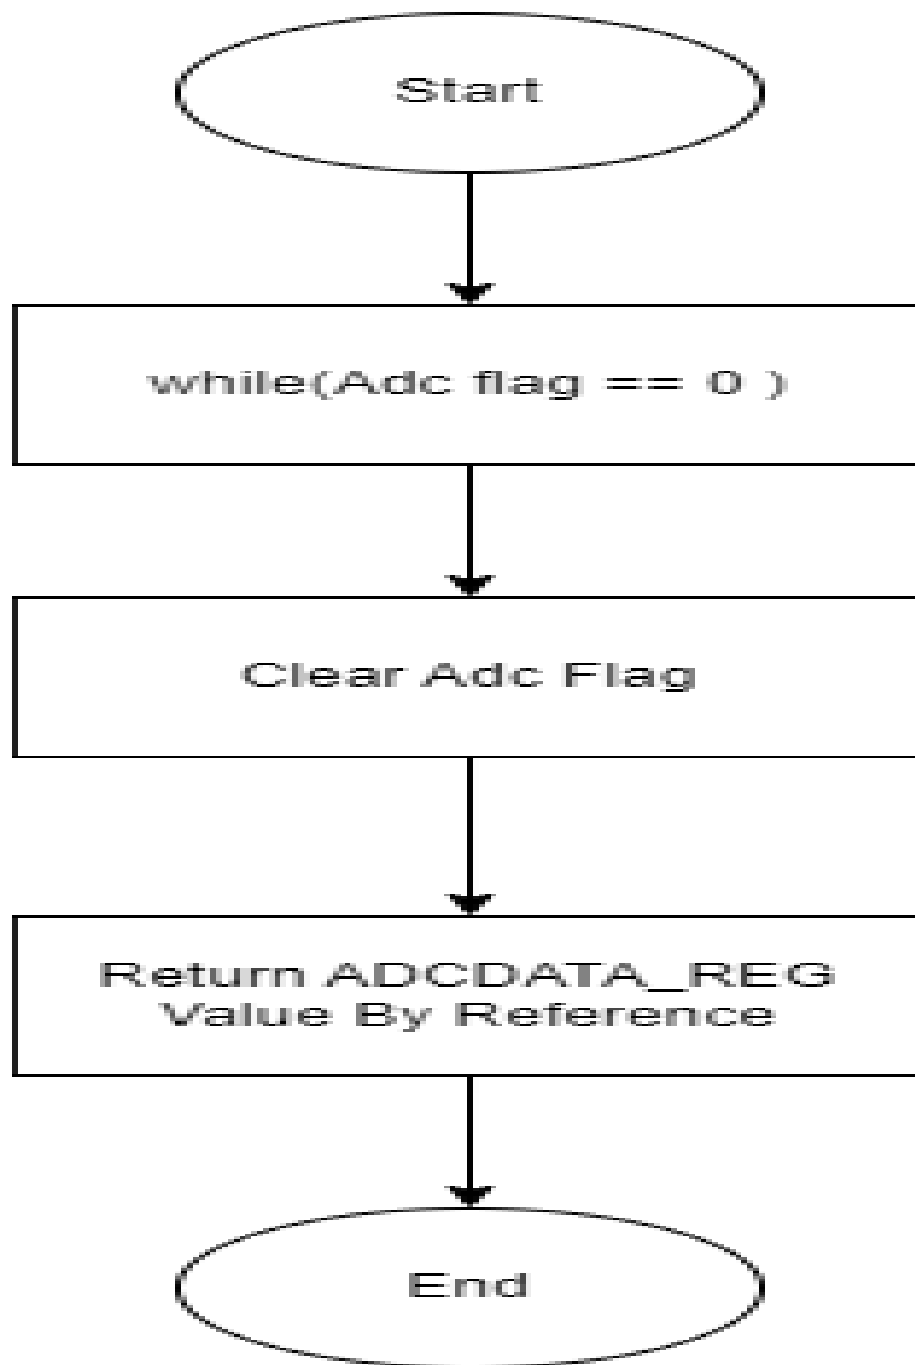 Start
while(Adc flag == 0 )
Clear Adc Flag
Return ADCDATA_REG
Value By Reference
End